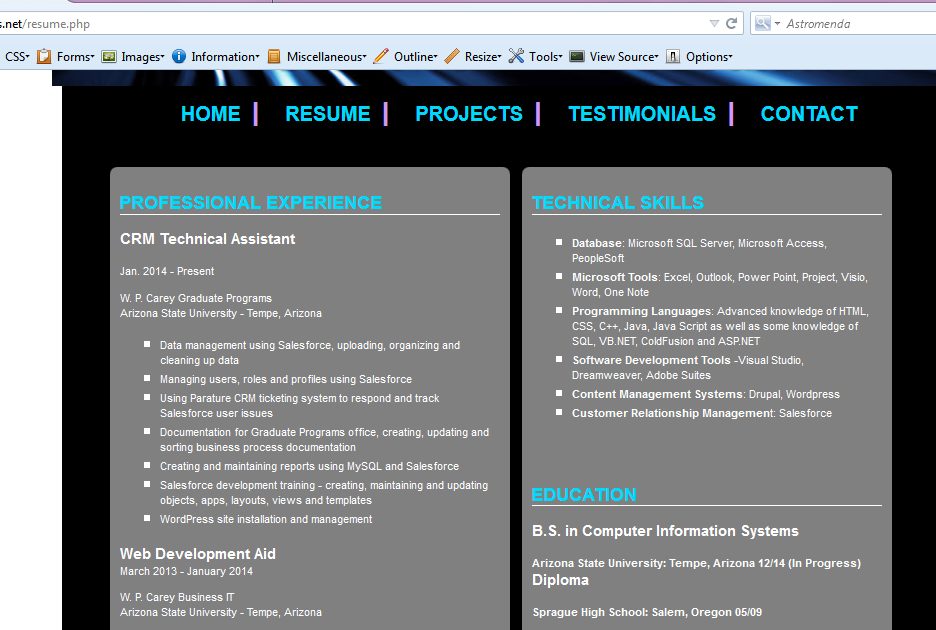 s.net/resume.php
Astromenda
CSS Forms Images Information Miscellaneous Outline Resize Tools View Source Options
HOME | RESUME | PROJECTS | TESTIMONIALS | CONTACT
PROFESSIONAL EXPERIENCE
CRM Technical Assistant
Jan. 2014 - Present
W. P. Carey Graduate Programs
Arizona State University - Tempe, Arizona
Data management using Salesforce, uploading, organizing and
cleaning up data
Managing users, roles and profiles using Salesforce
Using Parature CRM ticketing system to respond and track
Salesforce user issues
Documentation for Graduate Programs office, creating, updating and
sorting business process documentation
Creating and maintaining reports using MySQL and Salesforce
Salesforce development training - creating, maintaining and updating
objects, apps, layouts, views and templates
WordPress site installation and management
Web Development Aid
March 2013 - January 2014
W. P. Carey Business IT
Arizona State University - Tempe, Arizona
TECHNICAL SKILLS
Database: Microsoft SQL Server, Microsoft Access,
PeopleSoft
Microsoft Tools: Excel, Outlook, Power Point, Project, Visio,
Word, One Note
Programming Languages: Advanced knowledge of HTML,
CSS, C++, Java, Java Script as well as some knowledge of
SQL, VB.NET, ColdFusion and ASP.NET
Software Development Tools -Visual Studio,
Dreamweaver, Adobe Suites
Content Management Systems: Drupal, Wordpress
Customer Relationship Management: Salesforce
EDUCATION
B.S. in Computer Information Systems
Arizona State University: Tempe, Arizona 12/14 (In Progress)
Diploma
Sprague High School: Salem, Oregon 05/09